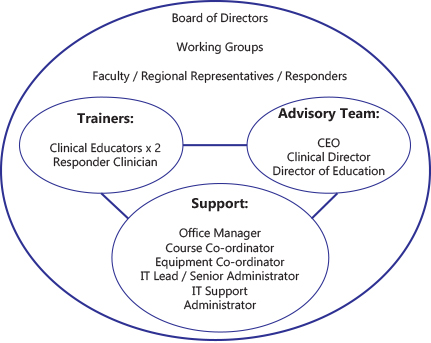 Board of Directors
Working Groups
Faculty / Regional Representatives / Responders
Trainers:
Clinical Educators x 2
Responder Clinician
Advisory Team:
CEO
Clinical Director
Director of Education
Support:
Office Manager
Course Co-ordinator
Equipment Co-ordinator
IT Lead / Senior Administrator
IT Support
Administrator